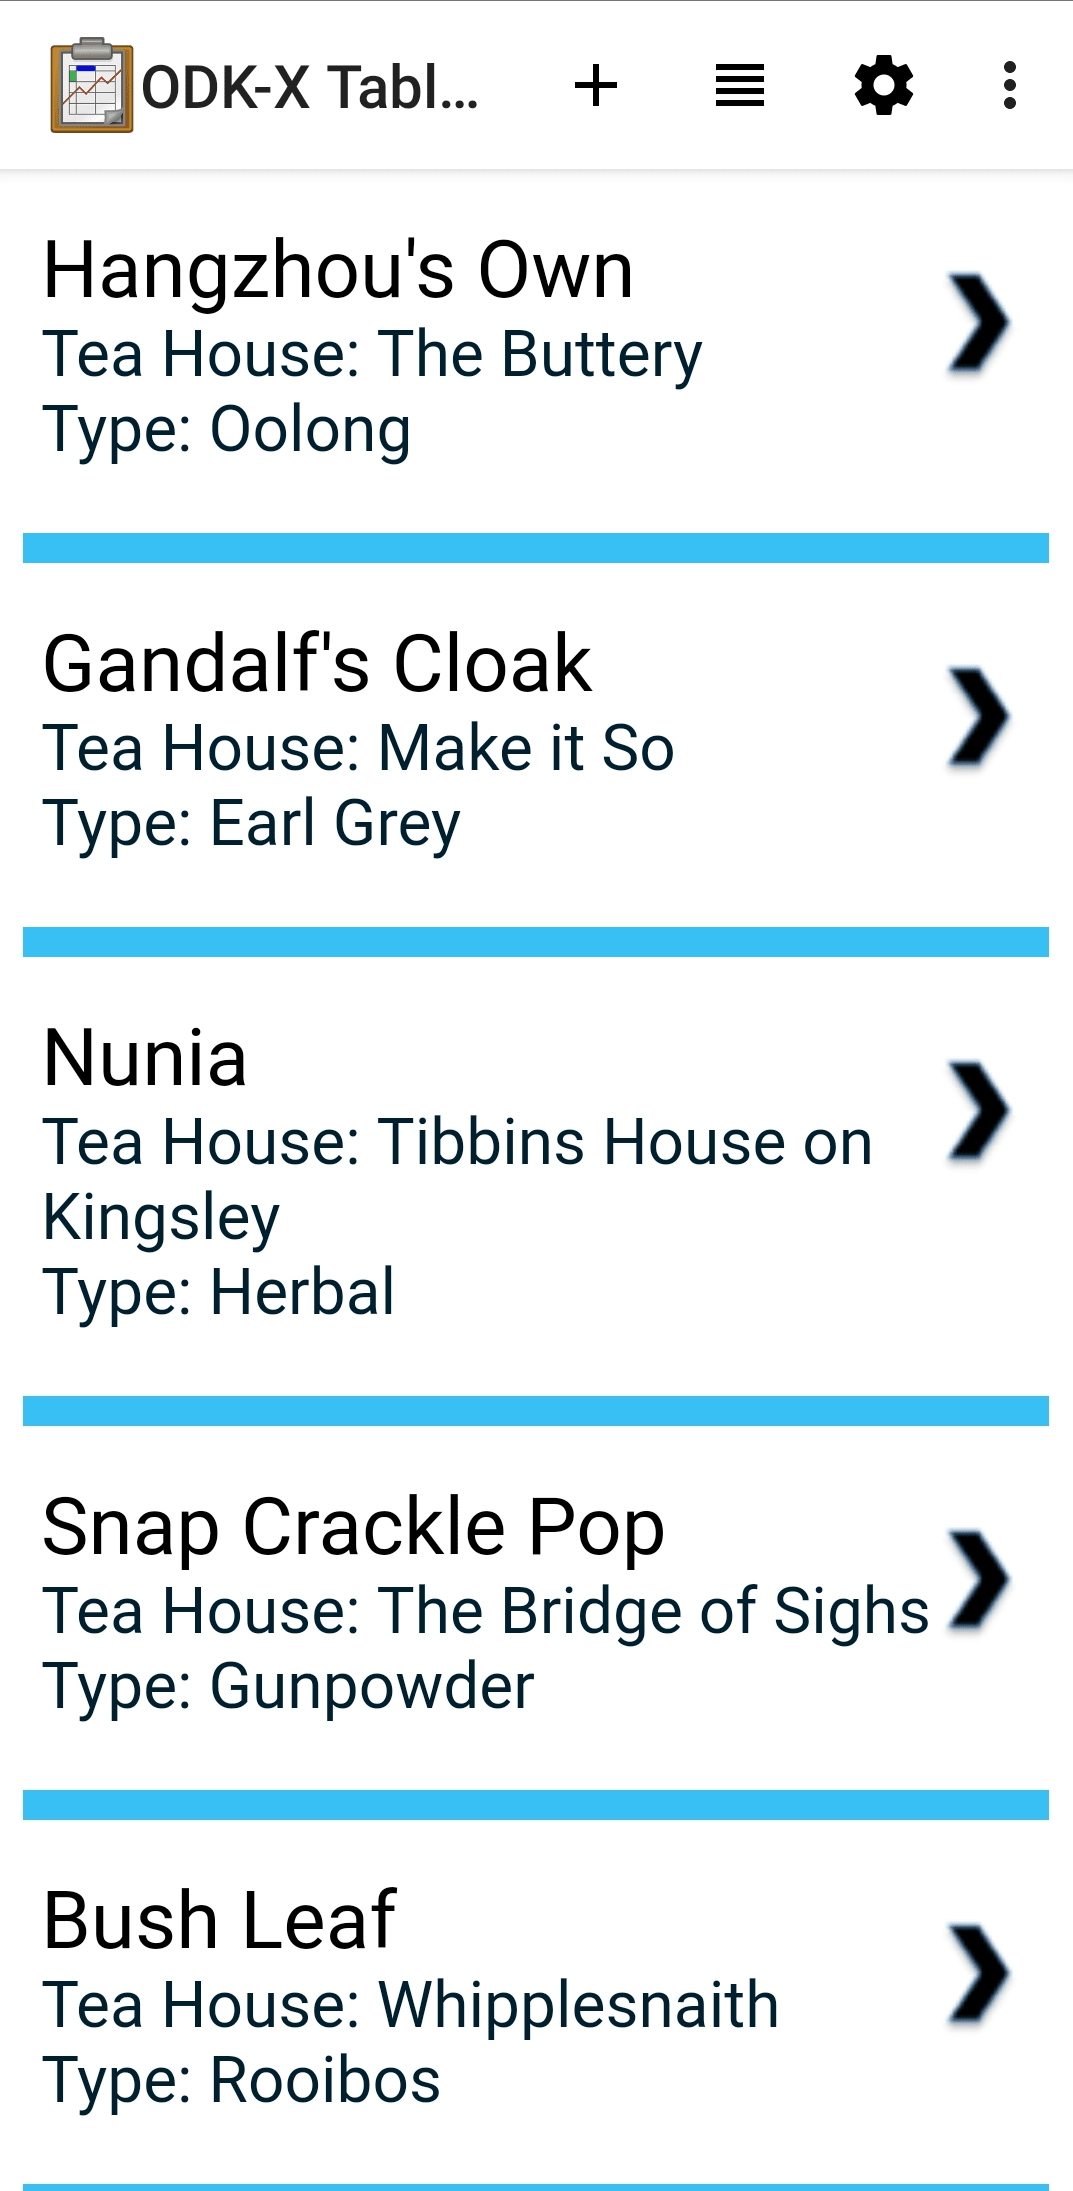 ODK-X Tabl...
Hangzhou's Own
Tea House: The Buttery
Type: Oolong
Gandalf's Cloak
Tea House: Make it So
Type: Earl Grey
Nunia
Tea House: Tibbins House on
Kingsley
Type: Herbal
Snap Crackle Pop
Tea House: The Bridge of Sighs
Type: Gunpowder
Bush Leaf
Tea House: Whipplesnaith
Type: Rooibos